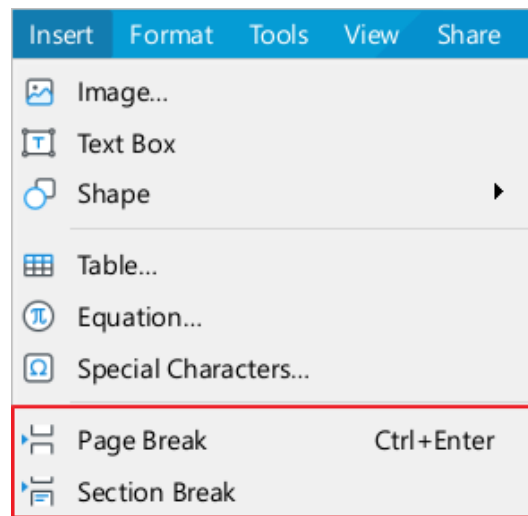 Insert Format Tools View Share
Image...
Text Box
Shape
Table...
Equation...
Special Characters...
Page Break Ctrl+Enter
Section Break